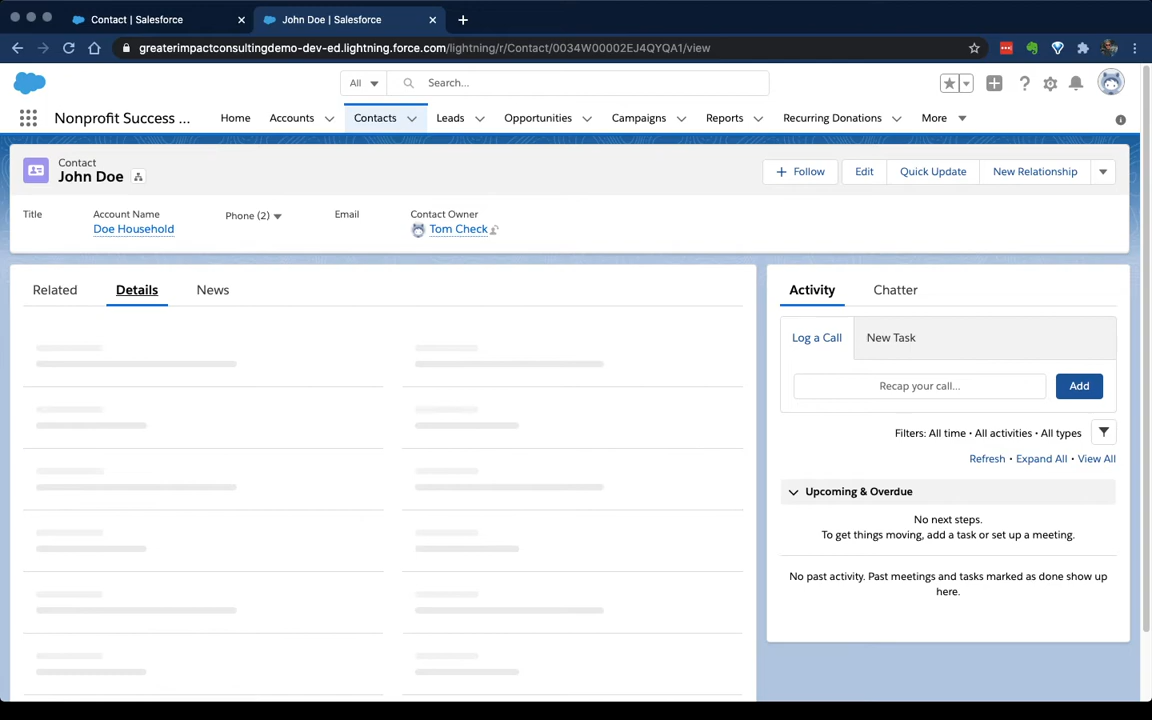 Contact | Salesforce
John Doe | Salesforce
greaterimpactconsultingdemo-dev-ed.lightning.force.com/lightning/r/Contact/0034W00002EJ4QYQA1/view
All
Search...
Nonprofit Success ...
Home
Accounts
Contacts
Leads
Opportunities
Campaigns
Reports
Recurring Donations
More
Contact
John Doe
Follow
Edit
Quick Update
New Relationship
Title
Account Name
Phone (2)
Email
Contact Owner
Doe Household
Tom Check
Related
Details
News
Activity
Chatter
Log a Call
New Task
Recap your call...
Add
Filters: All time • All activities • All types
Refresh • Expand All • View All
Upcoming & Overdue
No next steps.
To get things moving, add a task or set up a meeting.
No past activity. Past meetings and tasks marked as done show up
here.